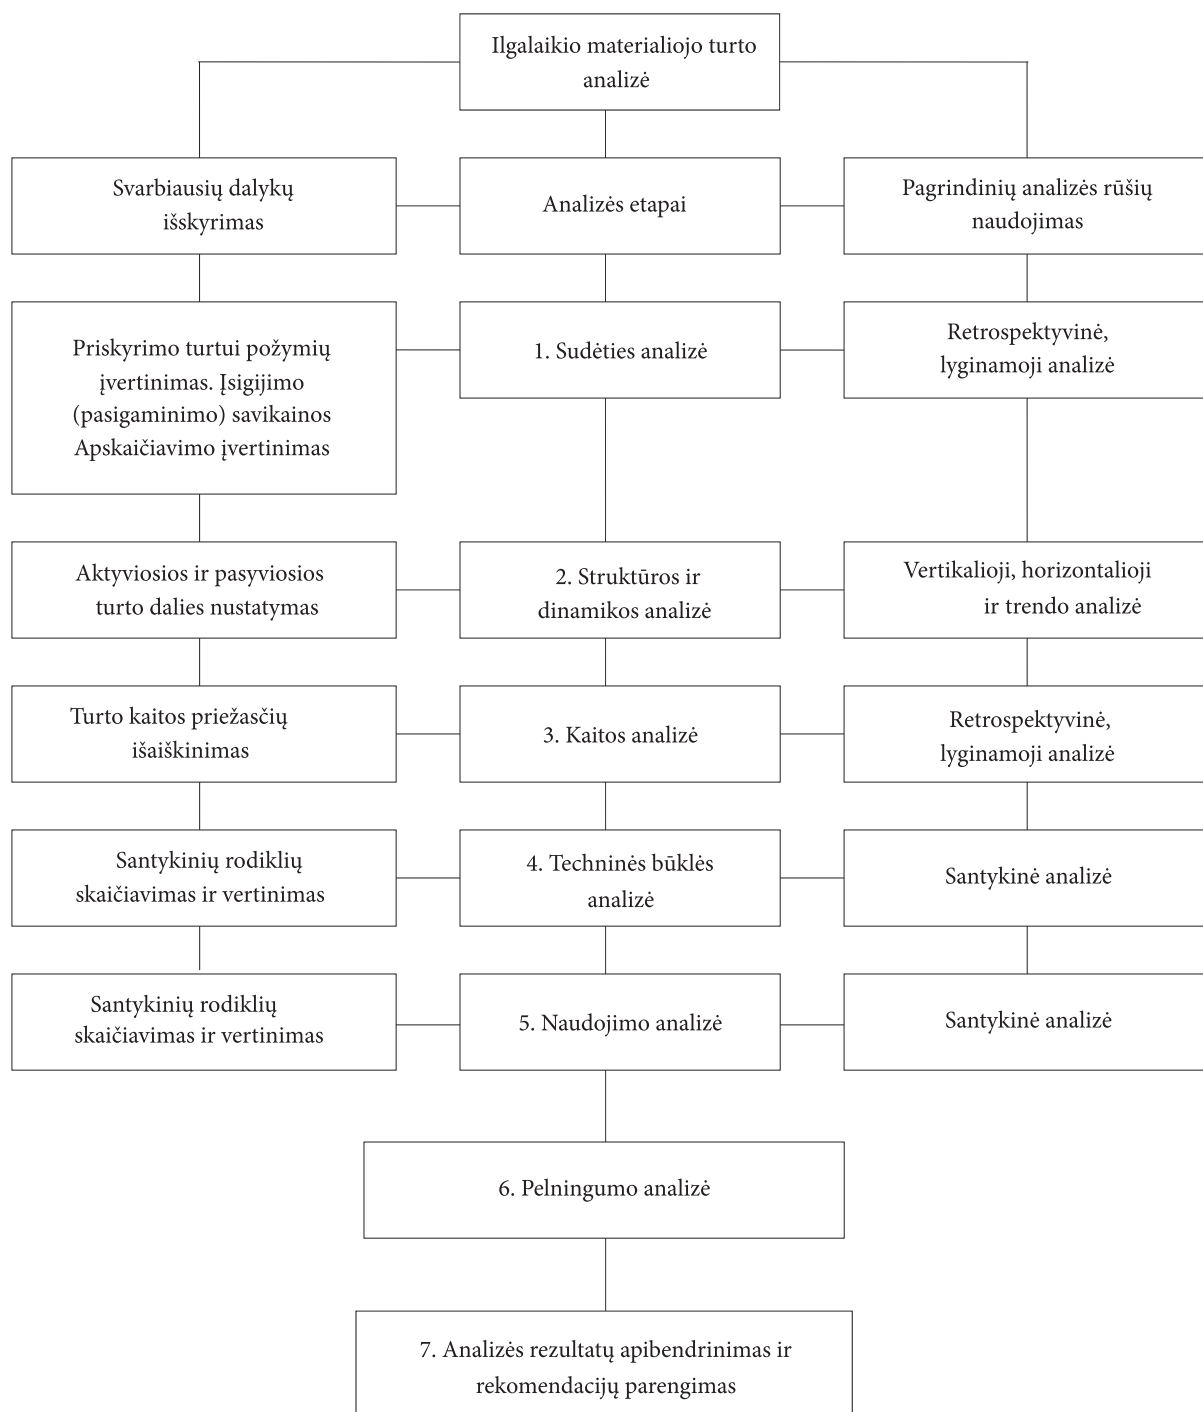 Ilgalaikio materialiojo turto
analizė
Svarbiausių dalykų
išskyrimas
Analizės etapai
Pagrindinių analizės rūšių
naudojimas
Priskyrimo turtui požymių
įvertinimas. Įsigijimo
(pasigaminimo) savikainos
Apskaičiavimo įvertinimas
1. Sudėties analizė
Retrospektyvinė,
lyginamoji analizė
Aktyviosios ir pasyviosios
turto dalies nustatymas
2. Struktūros ir
dinamikos analizė
Vertikalioji, horizontalioji
ir trendo analizė
Turto kaitos priežasčių
išaiškinimas
3. Kaitos analizė
Retrospektyvinė,
lyginamoji analizė
Santykinių rodiklių
skaičiavimas ir vertinimas
4. Techninės būklės
analizė
Santykinė analizė
Santykinių rodiklių
skaičiavimas ir vertinimas
5. Naudojimo analizė
Santykinė analizė
6. Pelningumo analizė
7. Analizės rezultatų apibendrinimas ir
rekomendacijų parengimas